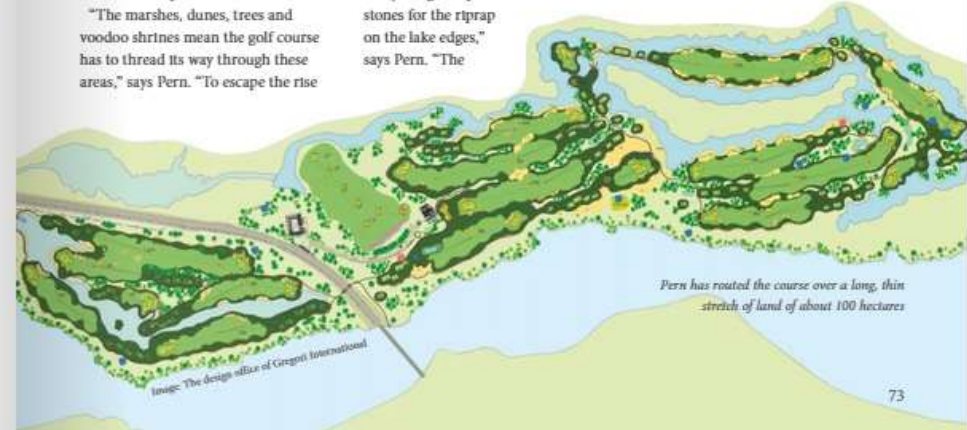 "The marshes, dunes, trees and
voodoo shrines mean the golf course
has to thread its way through these
areas," says Pern. "To escape the rise
stones for the riprap
on the lake edges,"
says Pern. "The
Pern has routed the course over a long, thin
stretch of land of about 100 hectares
Image: The design office of Gregori International
73